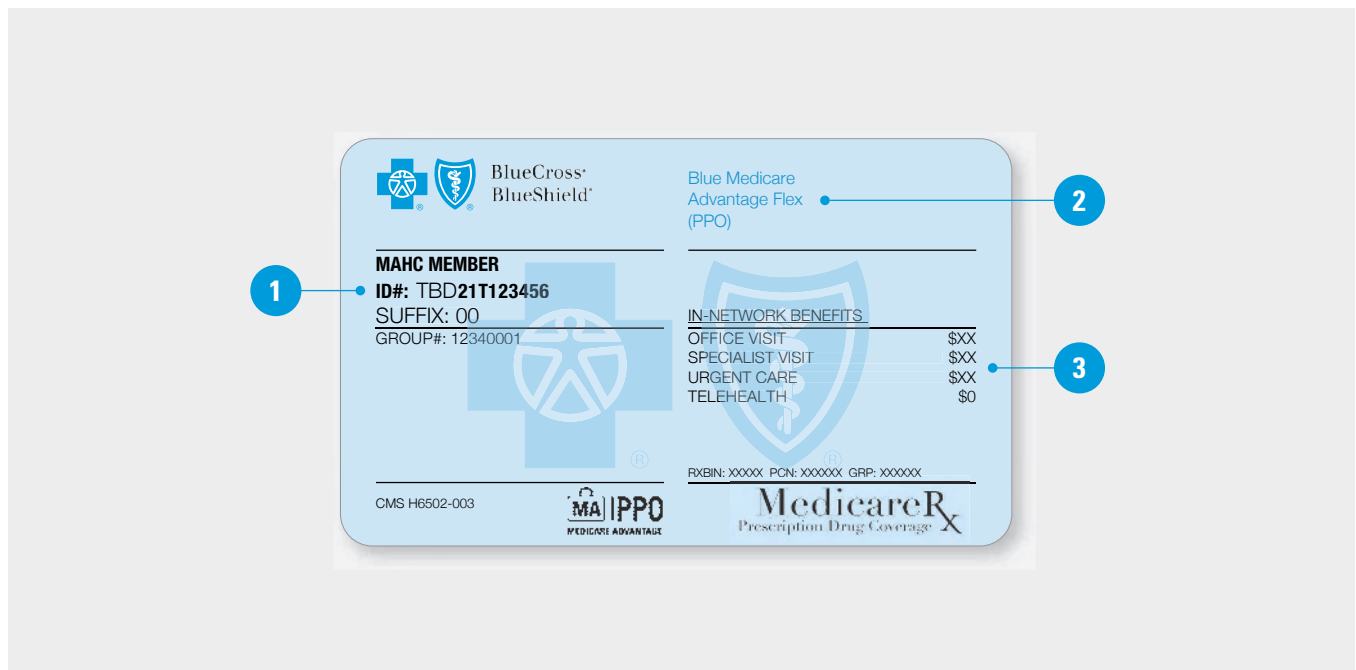 BlueCross®
BlueShield®
Blue Medicare
Advantage Flex
(PPO)
2
MAHC MEMBER
1
ID#: TBD21T123456
SUFFIX: 00
GROUP#: 12340001
IN-NETWORK BENEFITS
OFFICE VISIT $XX
SPECIALIST VISIT $XX
URGENT CARE $XX
TELEHEALTH $0
3
RXBIN: XXXXX PCN: XXXXXX GRP: XXXXXX
CMS H6502-003
MA PPO
MEDICARE ADVANTAGE
MedicareRx
Prescription Drug Coverage